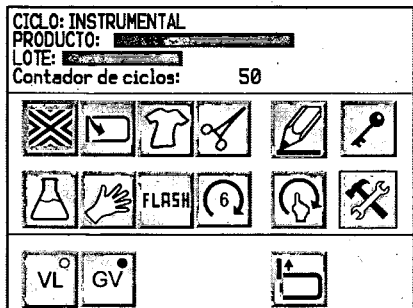 CICLO: INSTRUMENTAL
PRODUCTO:
LOTE:
Contador de ciclos: 50
FLASH 6
VL GV